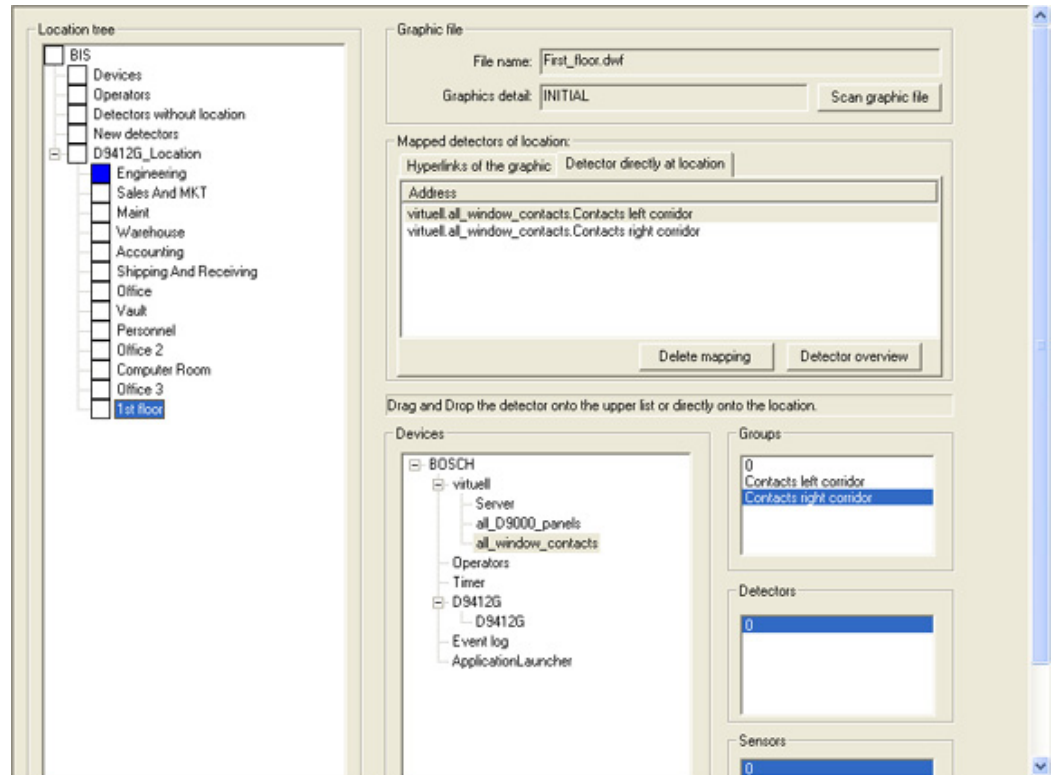 Location tree
BIS
Devices
Operators
Detectors without location
New detectors
D9412G_Location
Engineering
Sales And MKT
Maint
Warehouse
Accounting
Shipping And Receiving
Office
Vault
Personnel
Office 2
Computer Room
Office 3
1st floor
Graphic file
File name: First_floor.dwf
Graphics detail: INITIAL Scan graphic file
Mapped detectors of location:
Hyperlinks of the graphic Detector directly at location
Address
virtuell.all_window_contacts.Contacts left corridor
virtuell.all_window_contacts.Contacts right corridor
Delete mapping Detector overview
Drag and Drop the detector onto the upper list or directly onto the location.
Devices
BOSCH
virtuell
Server
all_D9000_panels
all_window_contacts
Operators
Timer
D9412G
D9412G
Event log
ApplicationLauncher
Groups
0
Contacts left corridor
Contacts right corridor
Detectors
0
Sensors
0